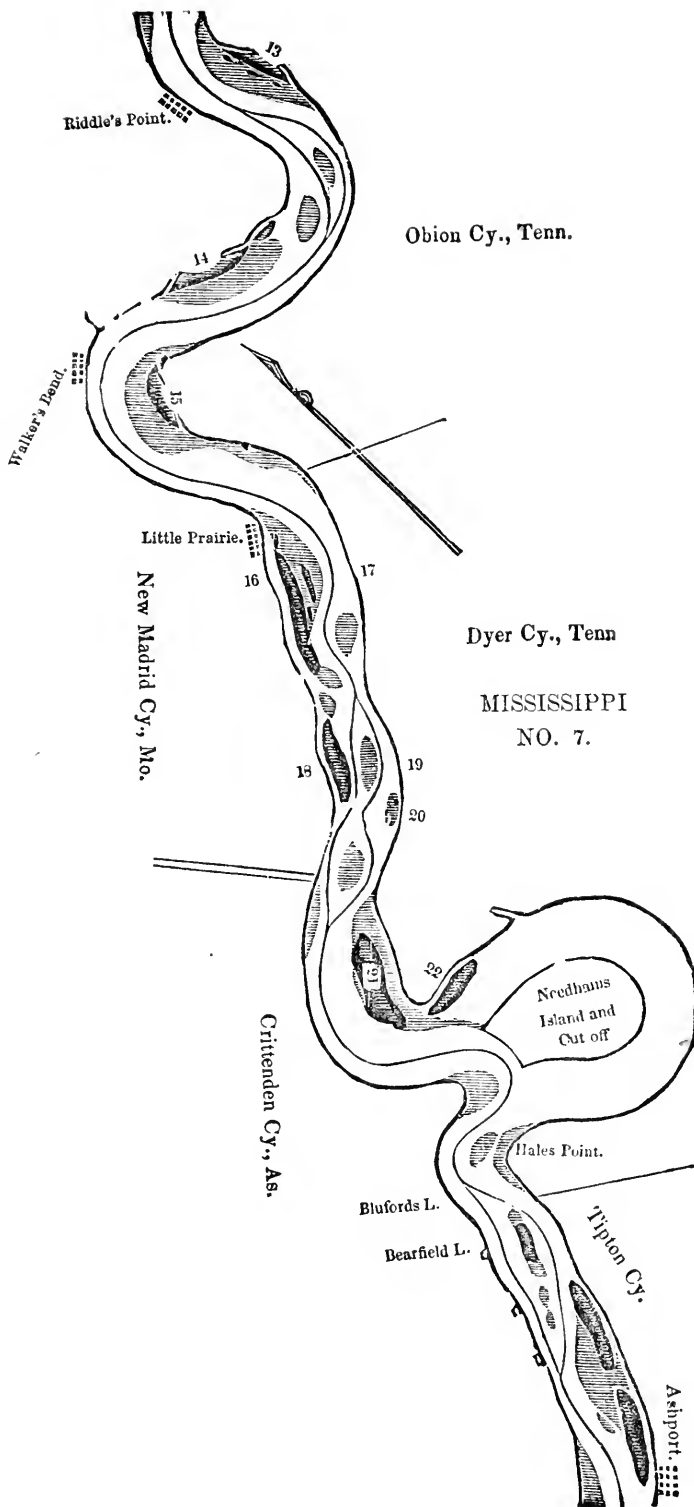 13
Riddle's Point.
Obion Cy., Tenn.
14
Walker's Bend.
15
Little Prairie.
16
17
New Madrid Cy., Mo.
Dyer Cy., Tenn
MISSISSIPPI
NO. 7.
18
19
20
21
22
Needhams
Island and
Cut off
Crittenden Cy., As.
Hales Point.
Blufords L.
Bearfield L.
Tipton Cy.
Ashport.